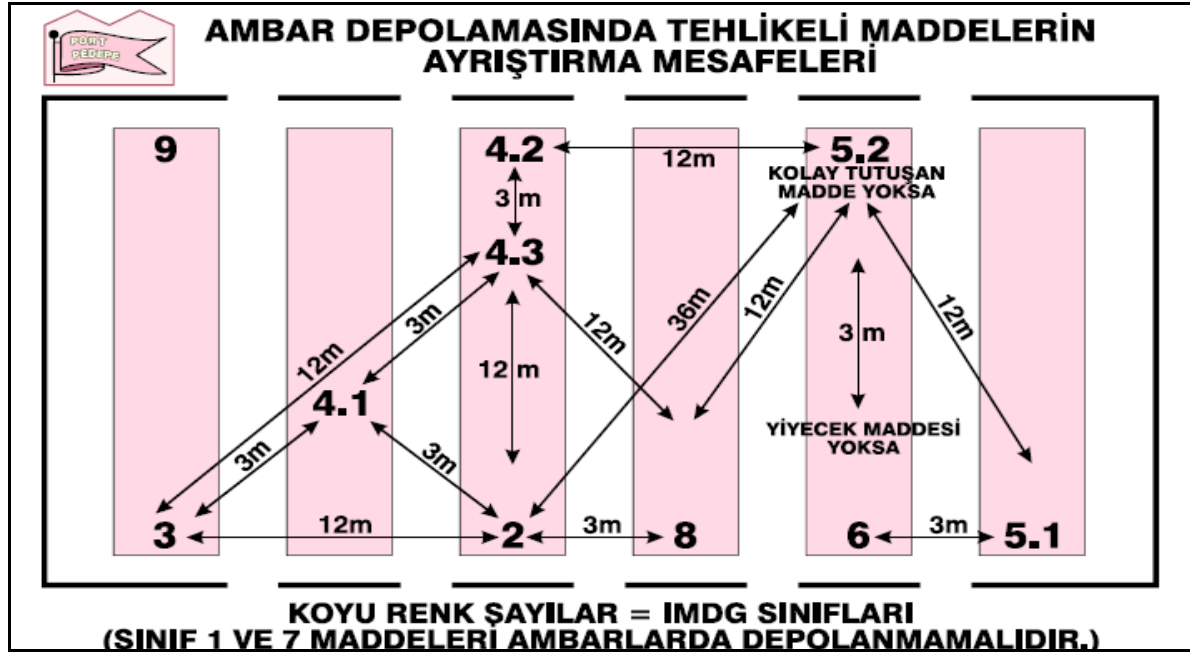 PORT
PEDEPE
AMBAR DEPOLAMASINDA TEHLİKELİ MADDELERİN
AYRIŞTIRMA MESAFELERİ
9
4.2
12m
5.2
KOLAY TUTUŞAN
MADDE YOKSA
3 m
4.3
3m
12m
36m
12m
12m
12m
12 m
3 m
4.1
YİYECEK MADDESİ
YOKSA
3m
3m
3
12m
2
3m
8
6
3m
5.1
KOYU RENK SAYILAR = IMDG SINIFLARI
(SINIF 1 VE 7 MADDELERİ AMBARLARDA DEPOLANMAMALIDIR.)